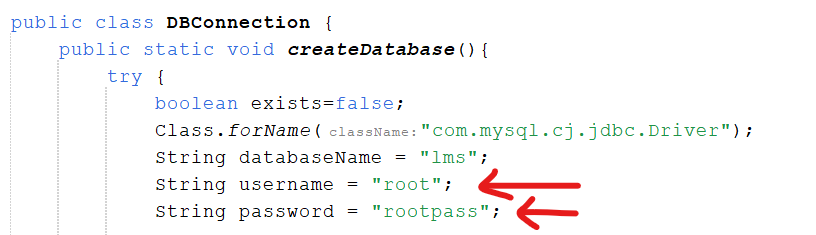 public class DBConnection {
public static void createDatabase(){
try {
boolean exists=false;
Class.forName( className: "com.mysql.cj.jdbc.Driver");
String databaseName = "lms";
String username = "root";
String password = "rootpass";